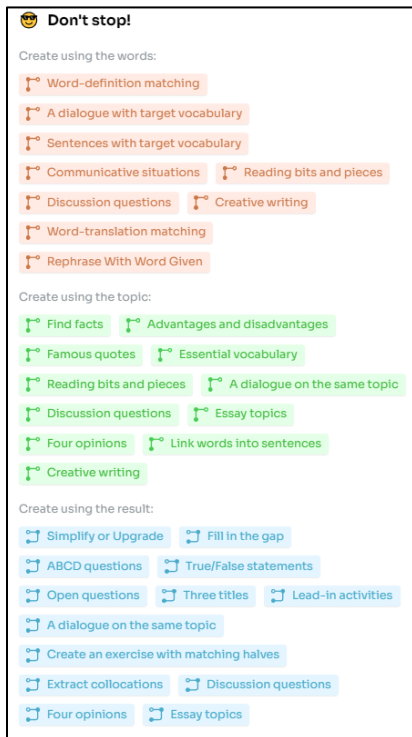 😎 Don't stop!
Create using the words:
Word-definition matching
A dialogue with target vocabulary
Sentences with target vocabulary
Communicative situations Reading bits and pieces
Discussion questions Creative writing
Word-translation matching
Rephrase With Word Given
Create using the topic:
Find facts Advantages and disadvantages
Famous quotes Essential vocabulary
Reading bits and pieces A dialogue on the same topic
Discussion questions Essay topics
Four opinions Link words into sentences
Creative writing
Create using the result:
Simplify or Upgrade Fill in the gap
ABCD questions True/False statements
Open questions Three titles Lead-in activities
A dialogue on the same topic
Create an exercise with matching halves
Extract collocations Discussion questions
Four opinions Essay topics